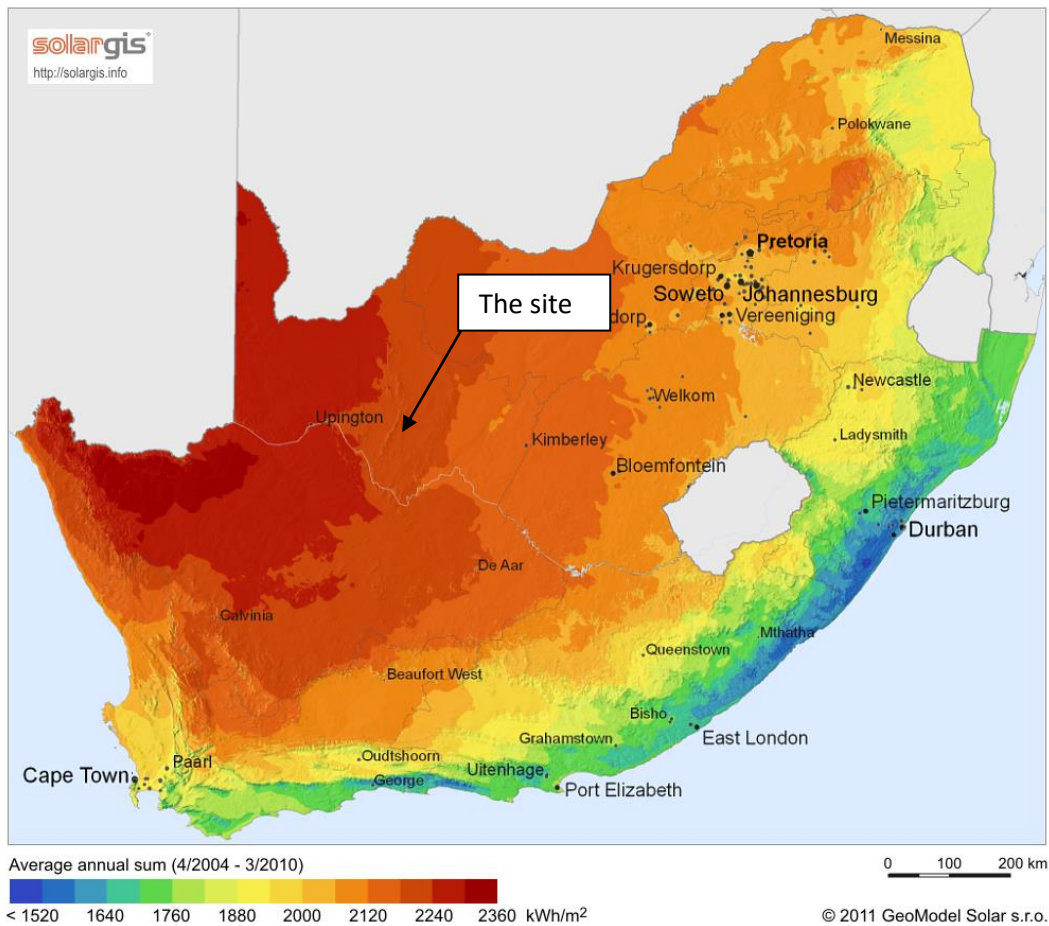 solargis
http://solargis.info
Messina
Polokwane
Pretoria
Krugersdorp
The site
Soweto
Johannesburg
dorp
Vereeniging
Newcastle
Welkom
Upington
Ladysmith
Kimberley
Bloemfontein
Pietermaritzburg
Durban
De Aar
Calvinia
Mthatha
Queenstown
Beaufort West
Bisho
Grahamstown
East London
Oudtshoorn
Paarl
Uitenhage
Cape Town
George
Port Elizabeth
Average annual sum (4/2004 - 3/2010)
< 1520 1640 1760 1880 2000 2120 2240 2360 kWh/m2
0 100 200 km
© 2011 GeoModel Solar s.r.o.